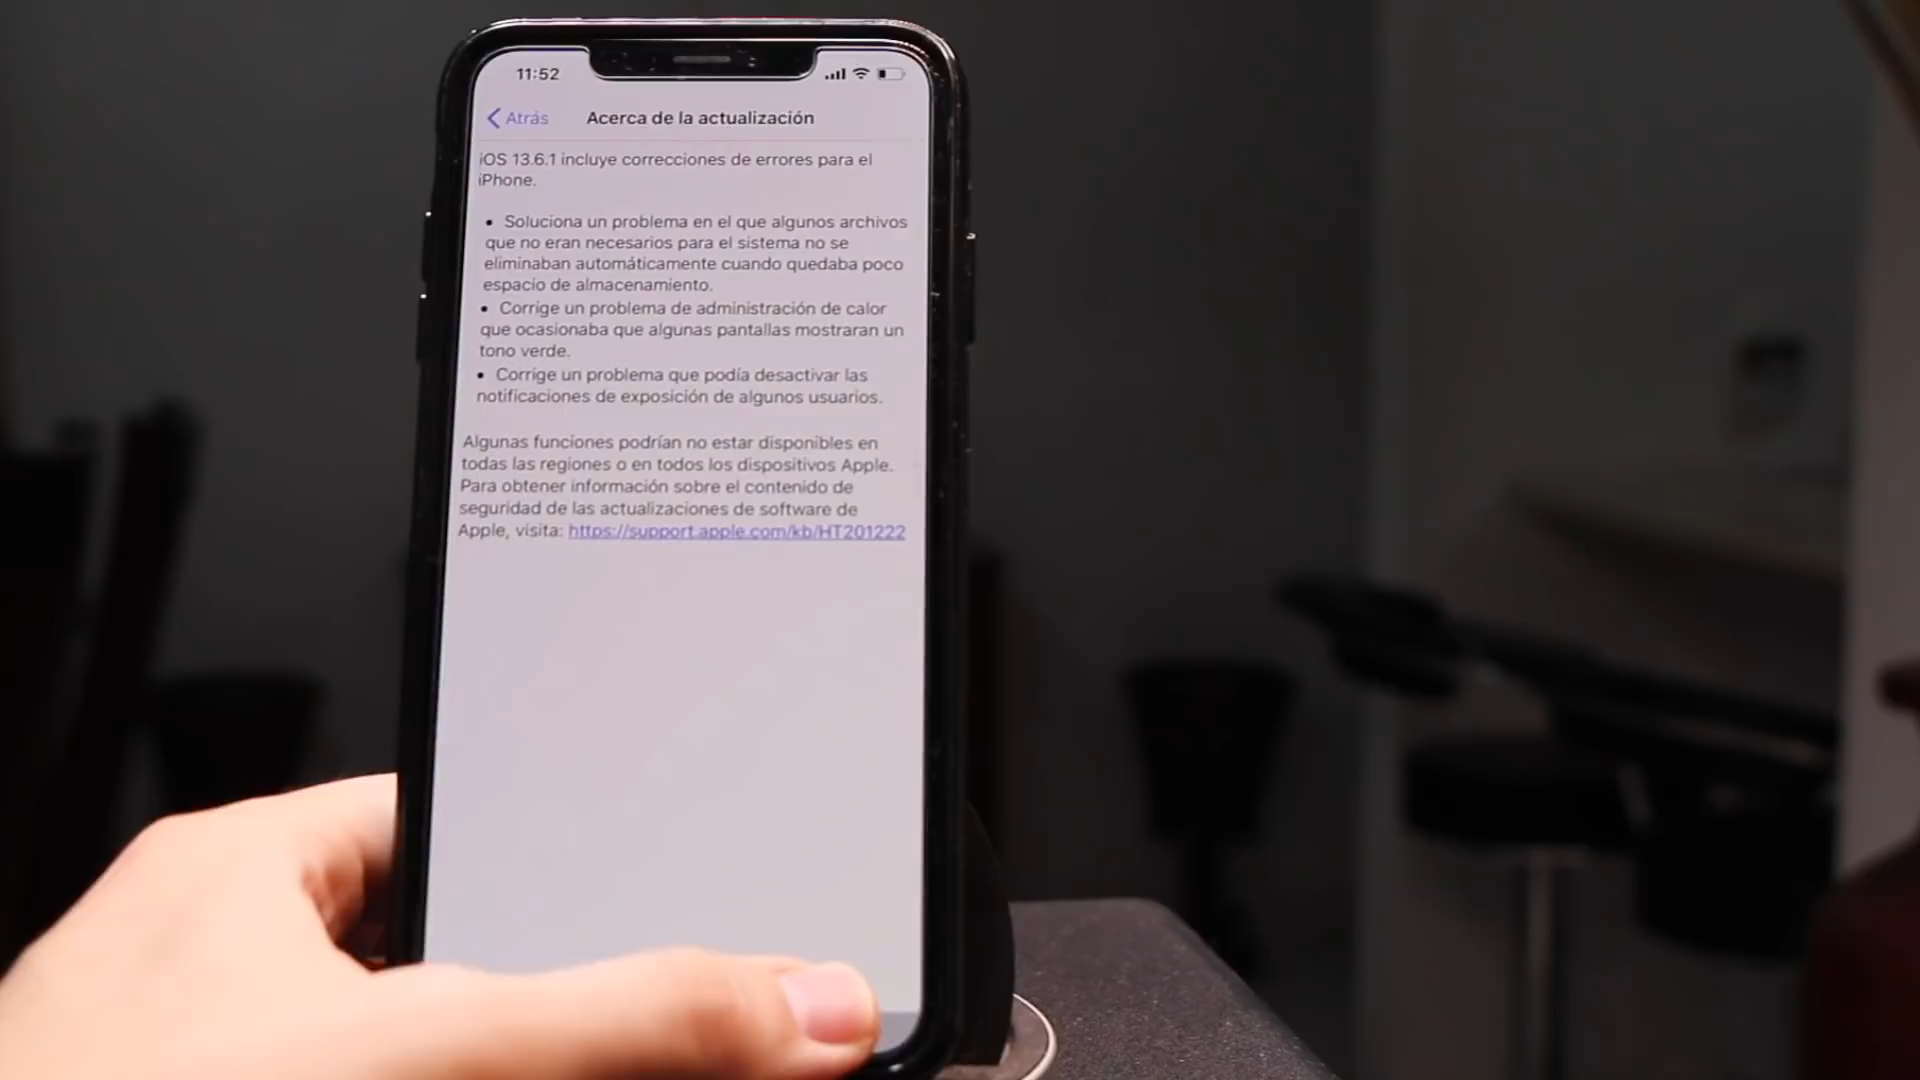 11:52
Atrás
Acerca de la actualización
iOS 13.6.1 incluye correcciones de errores para el
iPhone.
• Soluciona un problema en el que algunos archivos
que no eran necesarios para el sistema no se
eliminaban automáticamente cuando quedaba poco
espacio de almacenamiento.
• Corrige un problema de administración de calor
que ocasionaba que algunas pantallas mostraran un
tono verde.
• Corrige un problema que podía desactivar las
notificaciones de exposición de algunos usuarios.
Algunas funciones podrían no estar disponibles en
todas las regiones o en todos los dispositivos Apple.
Para obtener información sobre el contenido de
seguridad de las actualizaciones de software de
Apple, visita: https://support.apple.com/kb/HT201222